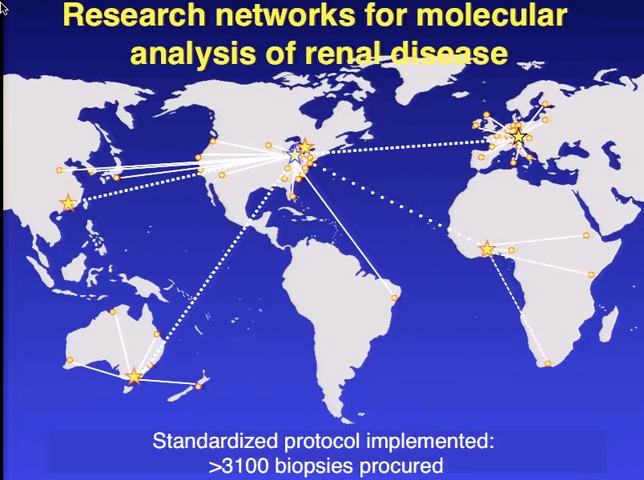 Research networks for molecular
analysis of renal disease
Standardized protocol implemented:
>3100 biopsies procured